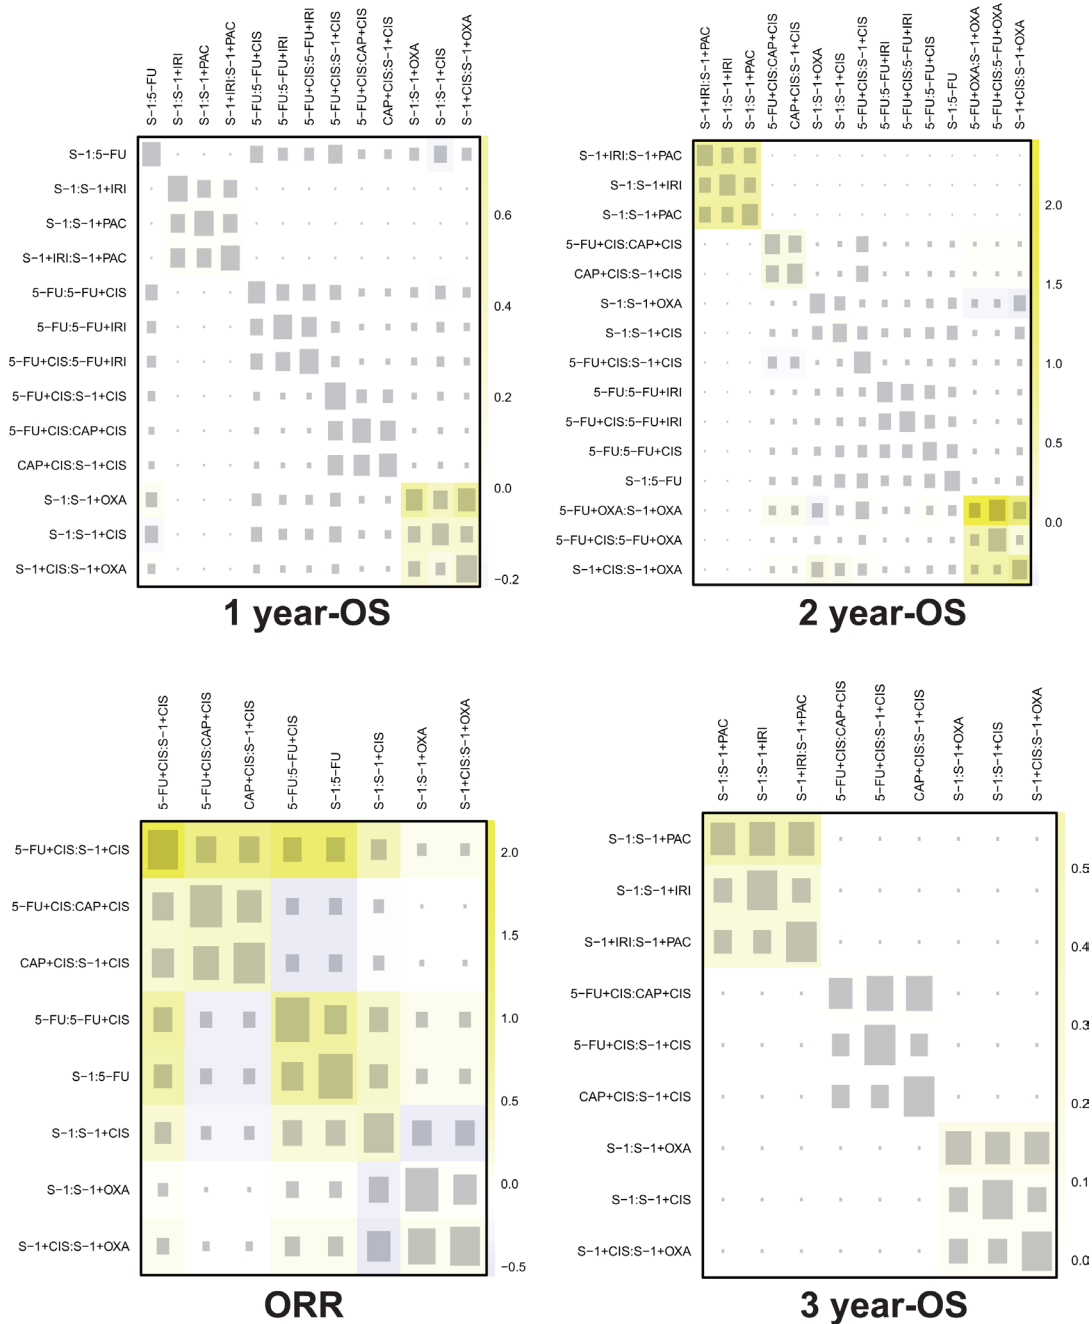 S-1:5-FU
S-1:S-1+IRI
S-1:S-1+PAC
S-1+IRI:S-1+PAC
5-FU:5-FU+CIS
5-FU:5-FU+IRI
5-FU+CIS:5-FU+IRI
5-FU+CIS:S-1+CIS
5-FU+CIS:CAP+CIS
CAP+CIS:S-1+CIS
S-1:S-1+OXA
S-1:S-1+CIS
S-1+CIS:S-1+OXA
S-1:5-FU
S-1:S-1+IRI
S-1:S-1+PAC
S-1+IRI:S-1+PAC
5-FU:5-FU+CIS
5-FU:5-FU+IRI
5-FU+CIS:5-FU+IRI
5-FU+CIS:S-1+CIS
5-FU+CIS:CAP+CIS
CAP+CIS:S-1+CIS
S-1:S-1+OXA
S-1:S-1+CIS
S-1+CIS:S-1+OXA
0.6
0.4
0.2
0.0
-0.2
1 year-OS
S-1+IRI:S-1+PAC
S-1:S-1+IRI
S-1:S-1+PAC
5-FU+CIS:CAP+CIS
CAP+CIS:S-1+CIS
S-1:S-1+OXA
S-1:S-1+CIS
5-FU+CIS:S-1+CIS
5-FU:5-FU+IRI
5-FU+CIS:5-FU+IRI
5-FU:5-FU+CIS
S-1:5-FU
5-FU+OXA:S-1+OXA
5-FU+CIS:5-FU+OXA
S-1+CIS:S-1+OXA
S-1+IRI:S-1+PAC
S-1:S-1+IRI
S-1:S-1+PAC
5-FU+CIS:CAP+CIS
CAP+CIS:S-1+CIS
S-1:S-1+OXA
S-1:S-1+CIS
5-FU+CIS:S-1+CIS
5-FU:5-FU+IRI
5-FU+CIS:5-FU+IRI
5-FU:5-FU+CIS
S-1:5-FU
5-FU+OXA:S-1+OXA
5-FU+CIS:5-FU+OXA
S-1+CIS:S-1+OXA
2.0
1.5
1.0
0.5
0.0
2 year-OS
5-FU+CIS:S-1+CIS
5-FU+CIS:CAP+CIS
CAP+CIS:S-1+CIS
5-FU:5-FU+CIS
S-1:5-FU
S-1:S-1+CIS
S-1:S-1+OXA
S-1+CIS:S-1+OXA
5-FU+CIS:S-1+CIS
5-FU+CIS:CAP+CIS
CAP+CIS:S-1+CIS
5-FU:5-FU+CIS
S-1:5-FU
S-1:S-1+CIS
S-1:S-1+OXA
S-1+CIS:S-1+OXA
2.0
1.5
1.0
0.5
0.0
-0.5
ORR
S-1:S-1+PAC
S-1:S-1+IRI
S-1+IRI:S-1+PAC
5-FU+CIS:CAP+CIS
5-FU+CIS:S-1+CIS
CAP+CIS:S-1+CIS
S-1:S-1+OXA
S-1:S-1+CIS
S-1+CIS:S-1+OXA
S-1:S-1+PAC
S-1:S-1+IRI
S-1+IRI:S-1+PAC
5-FU+CIS:CAP+CIS
5-FU+CIS:S-1+CIS
CAP+CIS:S-1+CIS
S-1:S-1+OXA
S-1:S-1+CIS
S-1+CIS:S-1+OXA
0.5
0.4
0.3
0.2
0.1
0.0
3 year-OS